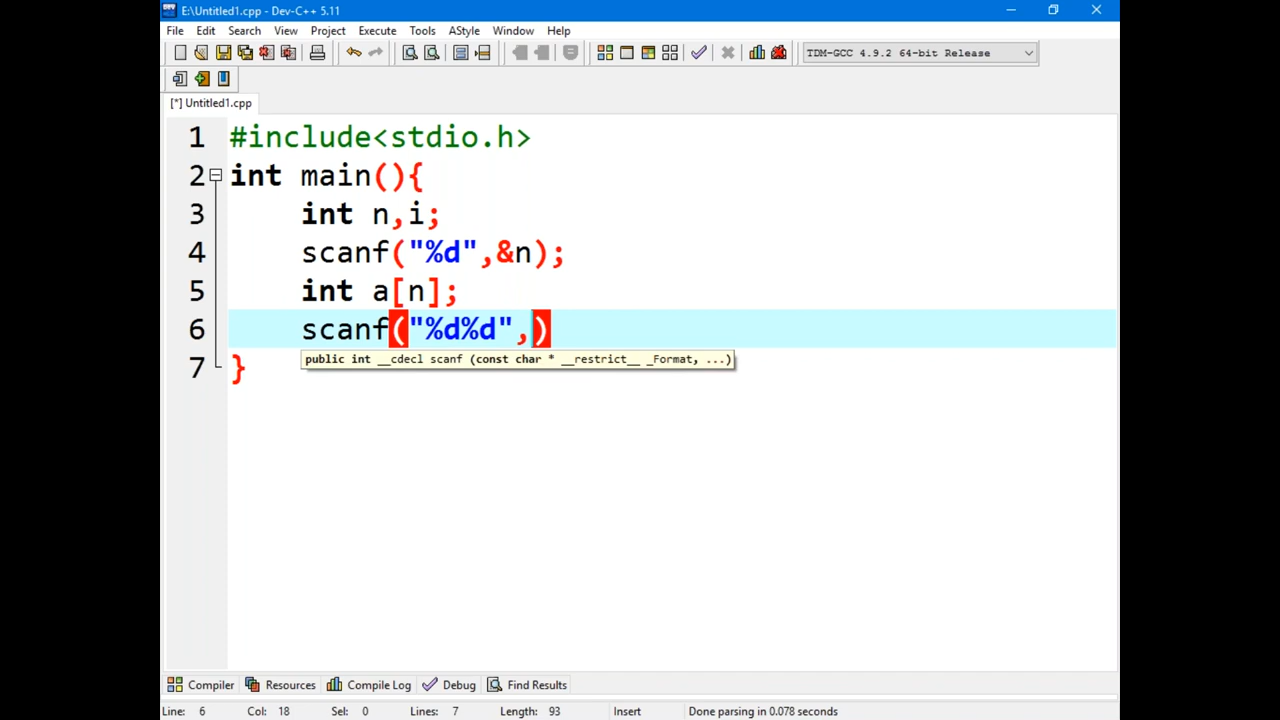 E:\Untitled1.cpp - Dev-C++ 5.11
File Edit Search View Project Execute Tools AStyle Window Help
TDM-GCC 4.9.2 64-bit Release
[*] Untitled1.cpp
1 #include<stdio.h>
2 int main(){
3 int n,i;
4 scanf("%d",&n);
5 int a[n];
6 scanf("%d%d",)
public int __cdecl scanf (const char * __restrict__ _Format, ...)
7 }
Compiler Resources Compile Log Debug Find Results
Line: 6 Col: 18 Sel: 0 Lines: 7 Length: 93 Insert Done parsing in 0.078 seconds